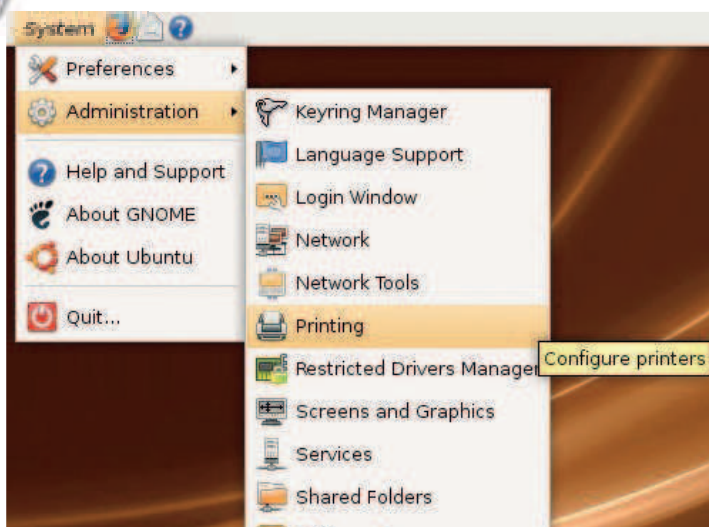 System
Preferences
Administration
Help and Support
About GNOME
About Ubuntu
Quit...
Keyring Manager
Language Support
Login Window
Network
Network Tools
Printing
Restricted Drivers Manager
Screens and Graphics
Services
Shared Folders
Configure printers